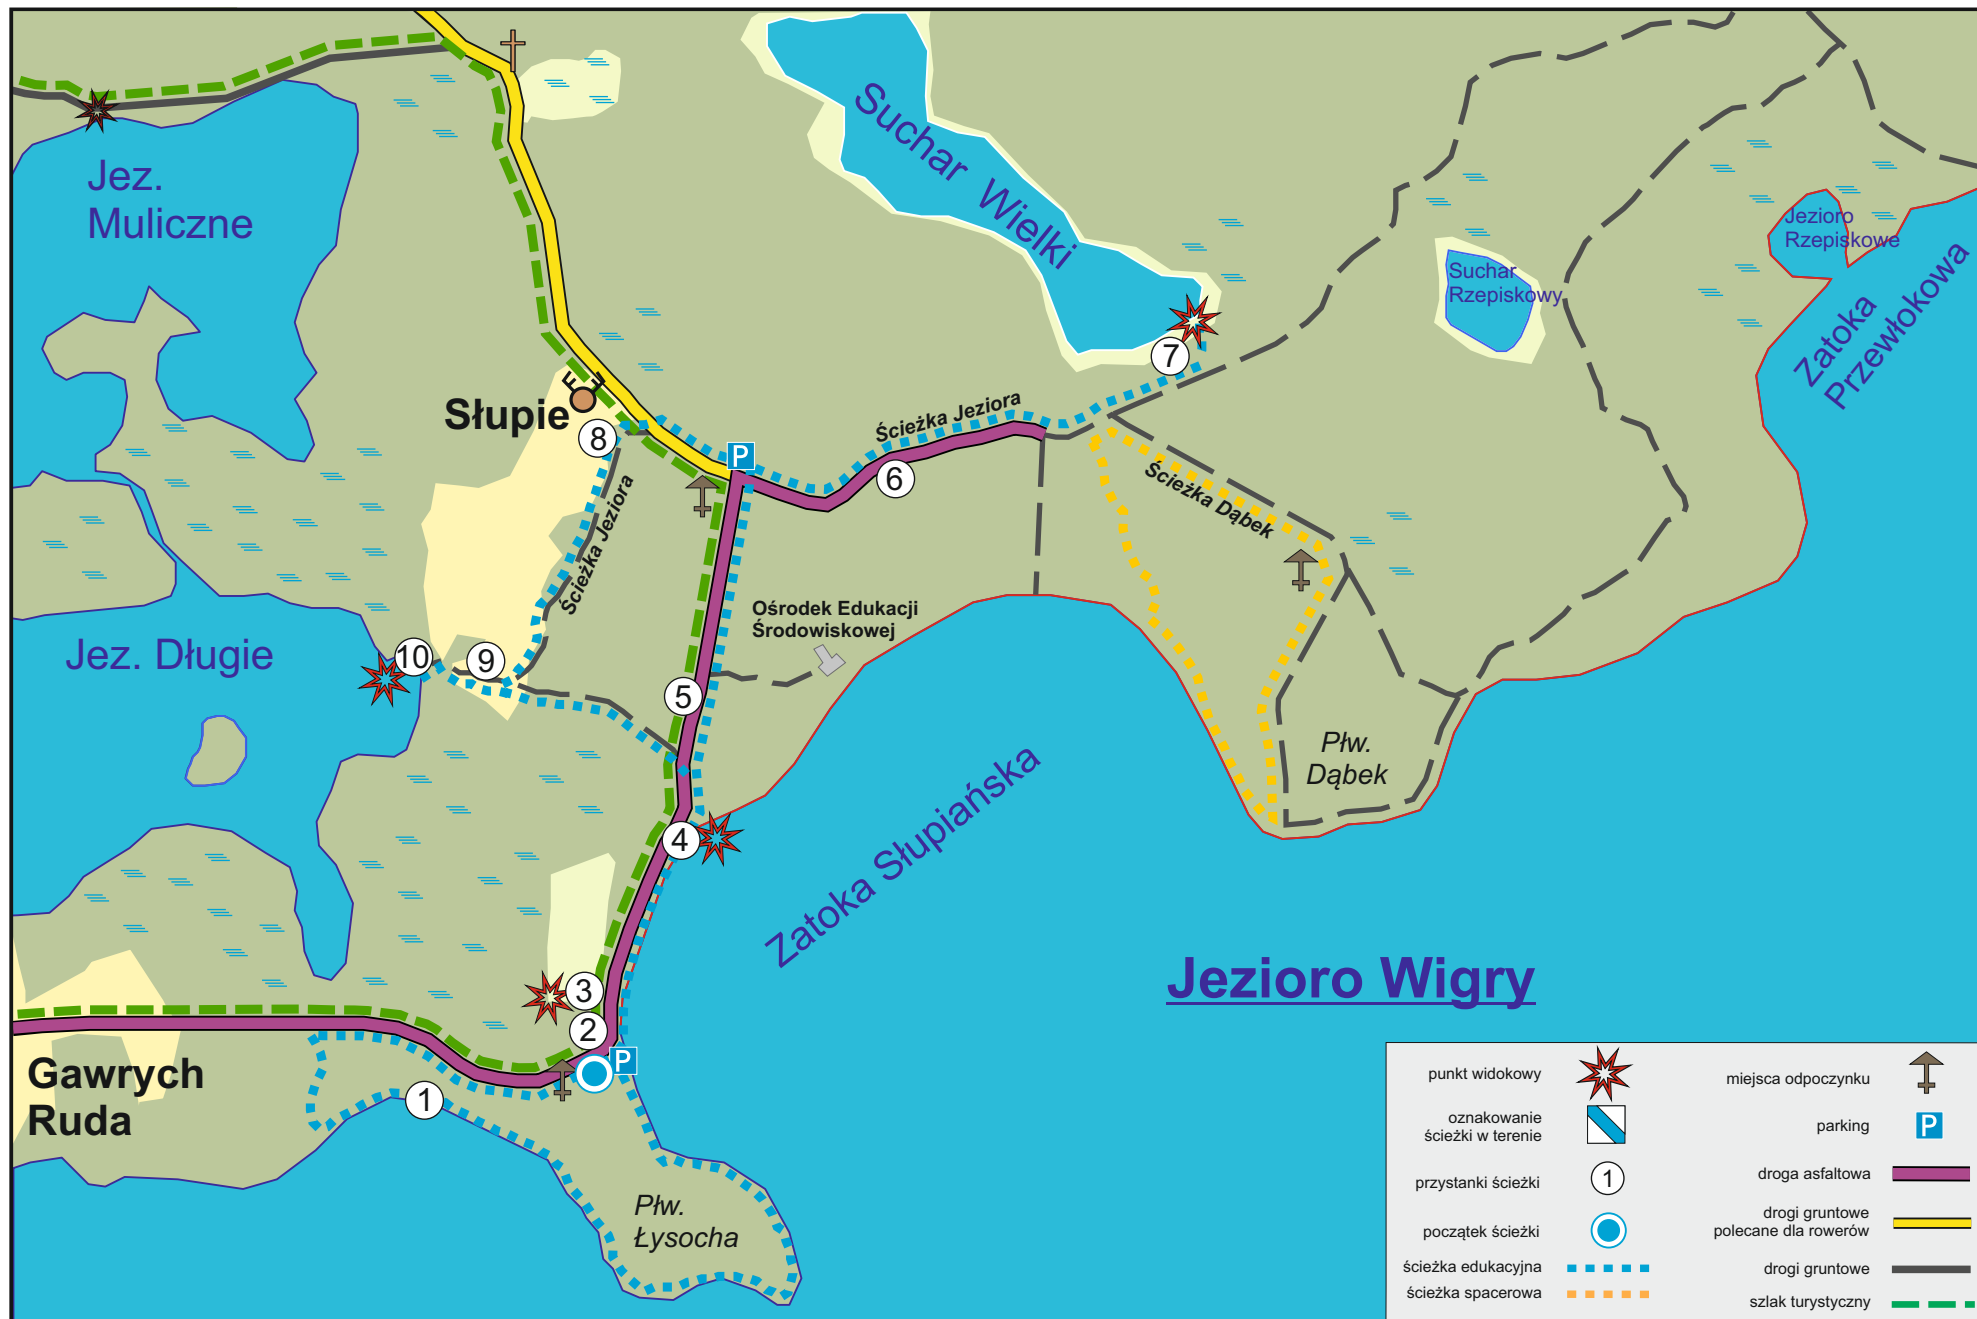 Jez.
Muliczne
Suchar Wielki
Jezioro
Rzepiskowe
Suchar
Rzepiskowy
Zatoka
Przewłokowa
7
Słupie
8
P
Ścieżka Jeziora
6
Ścieżka Dąbek
Ścieżka Jeziora
Ośrodek Edukacji
Środowiskowej
Jez. Długie
10
9
5
Płw.
Dąbek
4
Zatoka Słupiańska
3
2
Jezioro Wigry
Gawrych
Ruda
1
P
Płw.
Łysocha
punkt widokowy
oznakowanie
ścieżki w terenie
przystanki ścieżki
1
początek ścieżki
ścieżka edukacyjna
ścieżka spacerowa
miejsca odpoczynku
parking
P
droga asfaltowa
drogi gruntowe
polecane dla rowerów
drogi gruntowe
szlak turystyczny